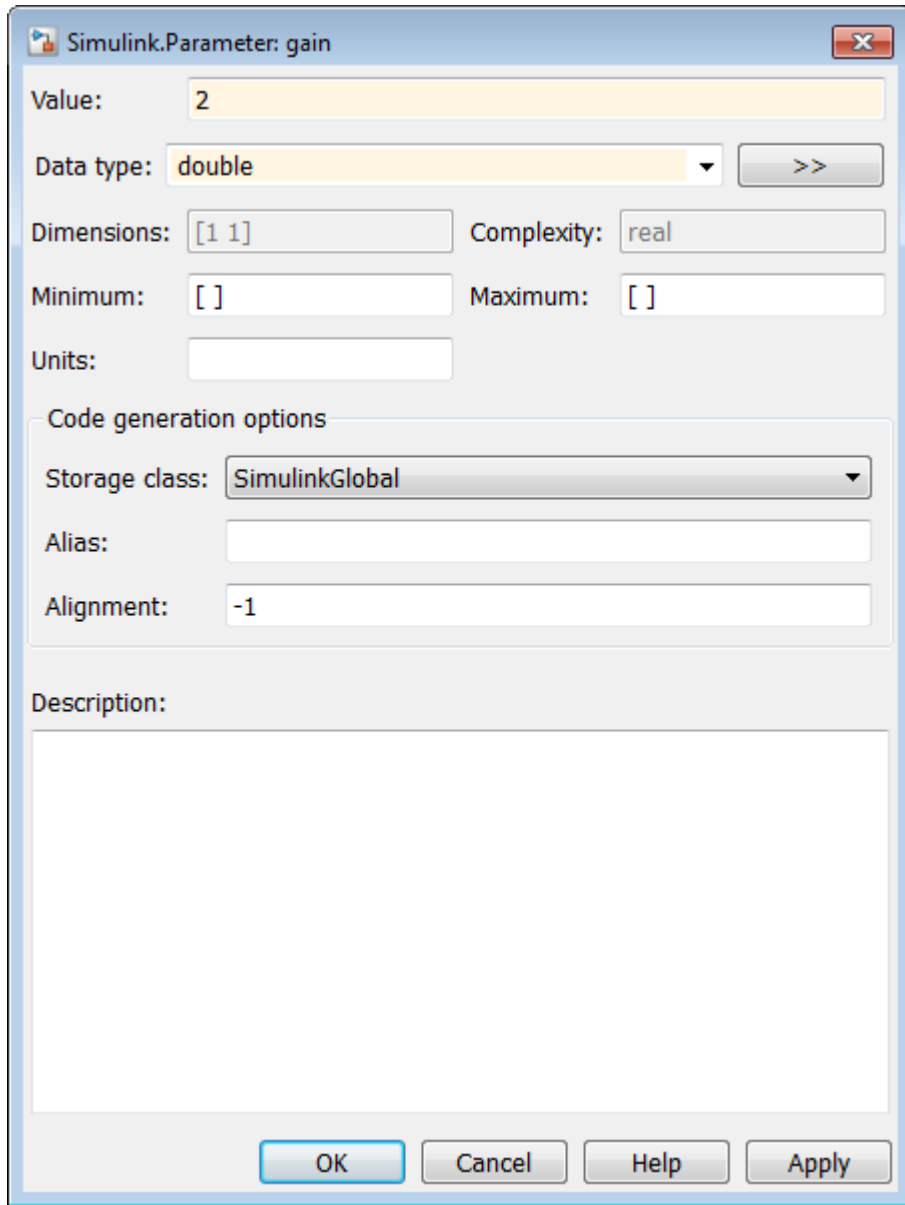 Simulink.Parameter: gain
Value: 2
Data type: double >>
Dimensions: [1 1] Complexity: real
Minimum: [ ] Maximum: [ ]
Units:
Code generation options
Storage class: SimulinkGlobal
Alias:
Alignment: -1
Description:
OK Cancel Help Apply